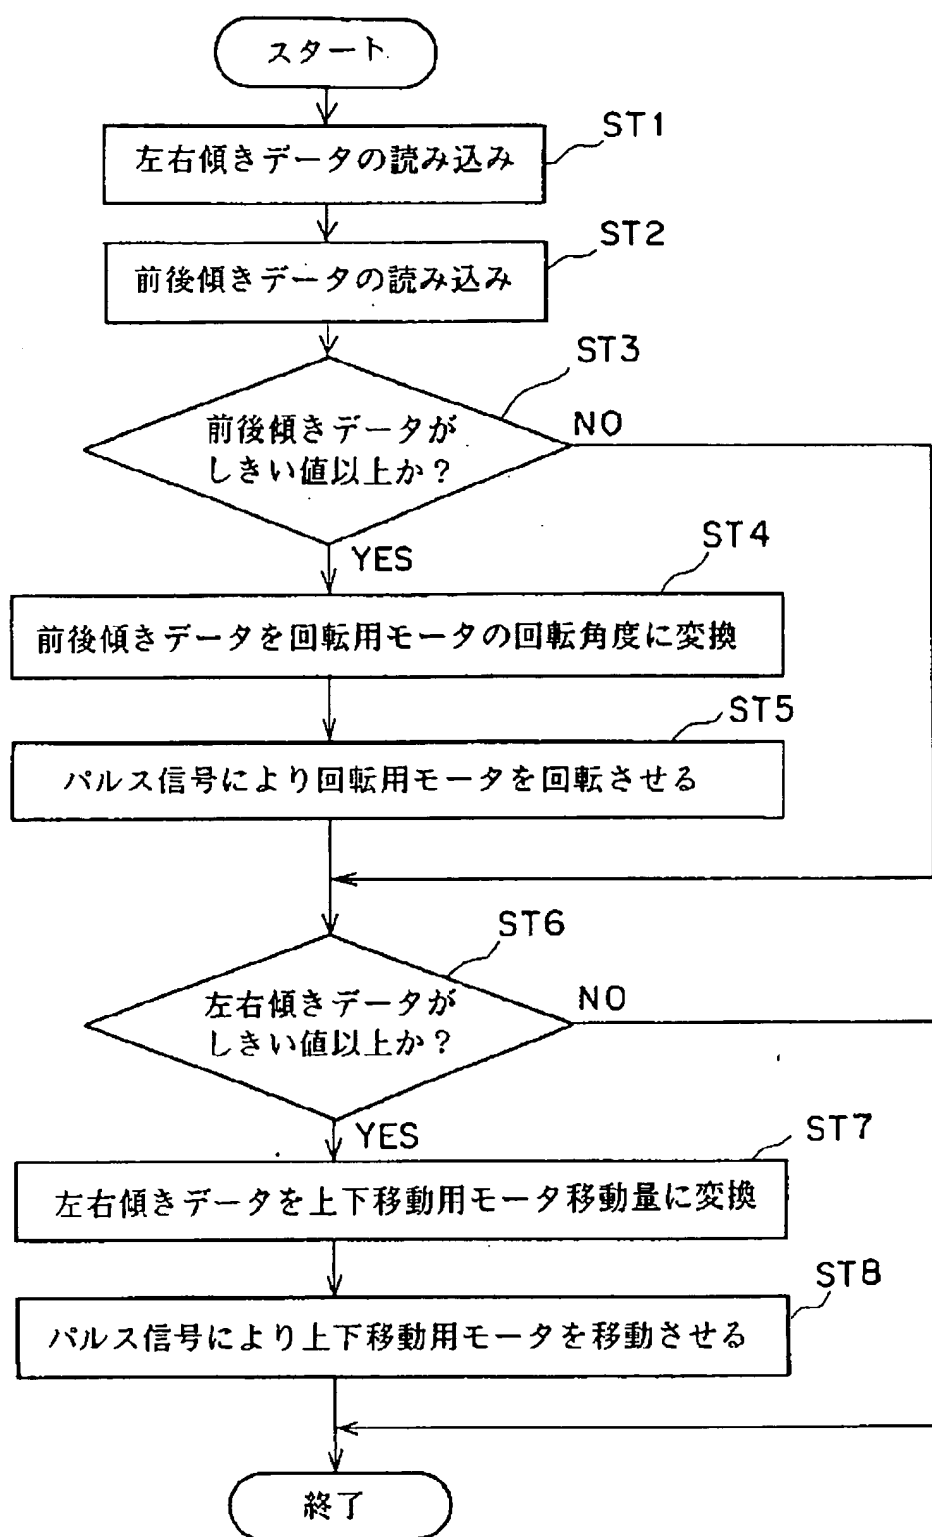 スタート
ST1
左右傾きデータの読み込み
ST2
前後傾きデータの読み込み
ST3
前後傾きデータが
しきい値以上か？
NO
YES
ST4
前後傾きデータを回転用モータの回転角度に変換
ST5
パルス信号により回転用モータを回転させる
ST6
左右傾きデータが
しきい値以上か？
NO
YES
ST7
左右傾きデータを上下移動用モータ移動量に変換
ST8
パルス信号により上下移動用モータを移動させる
終了